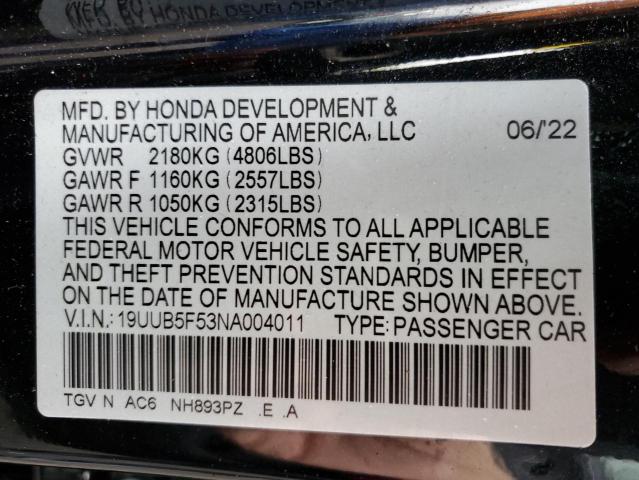 MFD. BY HONDA DEVELOPMENT &
MANUFACTURING OF AMERICA, LLC 06/'22
GVWR 2180KG (4806LBS)
GAWR F 1160KG (2557LBS)
GAWR R 1050KG (2315LBS)
THIS VEHICLE CONFORMS TO ALL APPLICABLE
FEDERAL MOTOR VEHICLE SAFETY, BUMPER,
AND THEFT PREVENTION STANDARDS IN EFFECT
ON THE DATE OF MANUFACTURE SHOWN ABOVE.
V.I.N.: 19UUB5F53NA004011 TYPE: PASSENGER CAR
TGV N AC6 NH893PZ .E .A